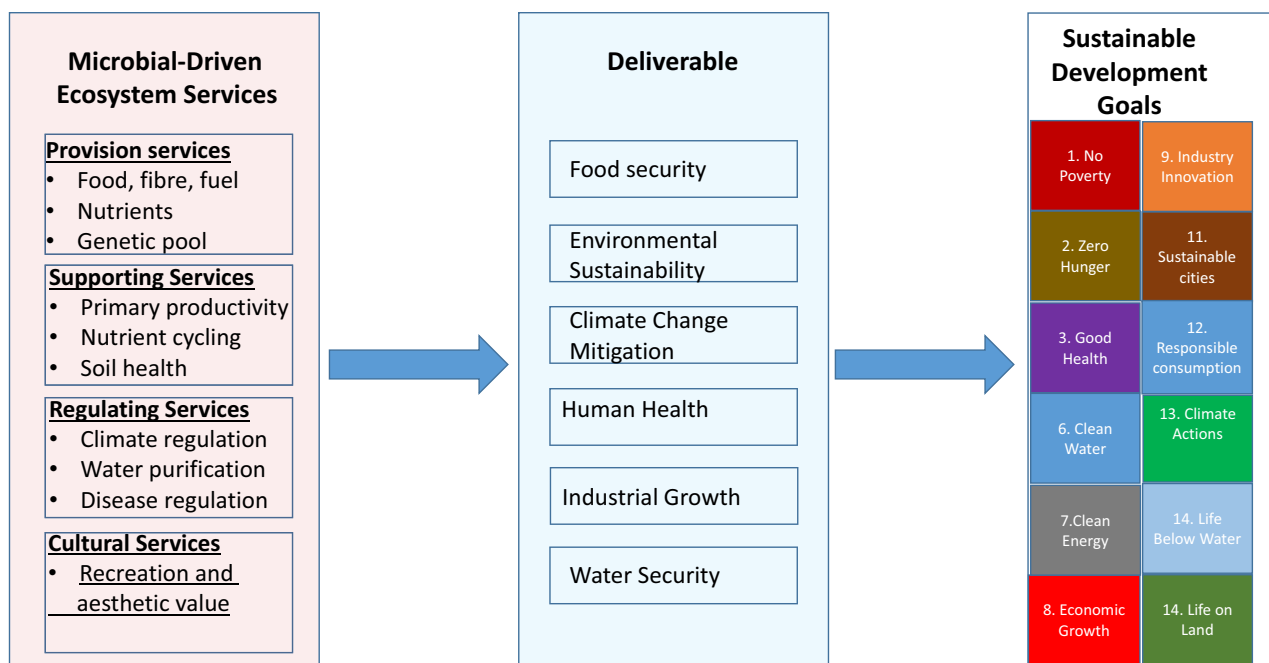 Microbial-Driven
Ecosystem Services
Provision services
• Food, fibre, fuel
• Nutrients
• Genetic pool
Supporting Services
• Primary productivity
• Nutrient cycling
• Soil health
Regulating Services
• Climate regulation
• Water purification
• Disease regulation
Cultural Services
• Recreation and
aesthetic value
Deliverable
Food security
Environmental
Sustainability
Climate Change
Mitigation
Human Health
Industrial Growth
Water Security
Sustainable
Development
Goals
1. No
Poverty
9. Industry
Innovation
2. Zero
Hunger
11.
Sustainable
cities
3. Good
Health
12.
Responsible
consumption
6. Clean
Water
13. Climate
Actions
7.Clean
Energy
14. Life
Below Water
8. Economic
Growth
14. Life on
Land